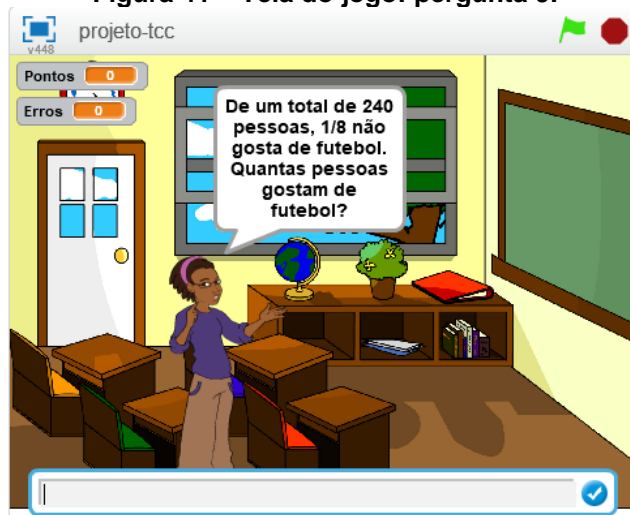 projeto-tcc
v448
Pontos 0
Erros 0
De um total de 240
pessoas, 1/8 não
gosta de futebol.
Quantas pessoas
gostam de
futebol?